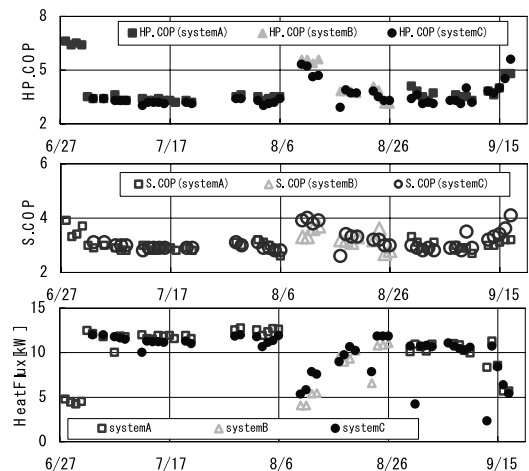 HP.COP
8
5
2
HP.COP(systemA)
HP.COP(systemB)
HP.COP(systemC)
6/27
7/17
8/6
8/26
9/15
S.COP
6
4
2
S.COP(systemA)
S.COP(systemB)
S.COP(systemC)
6/27
7/17
8/6
8/26
9/15
HeatFlux[kW]
15
10
5
0
systemA
systemB
systemC
6/27
7/17
8/6
8/26
9/15